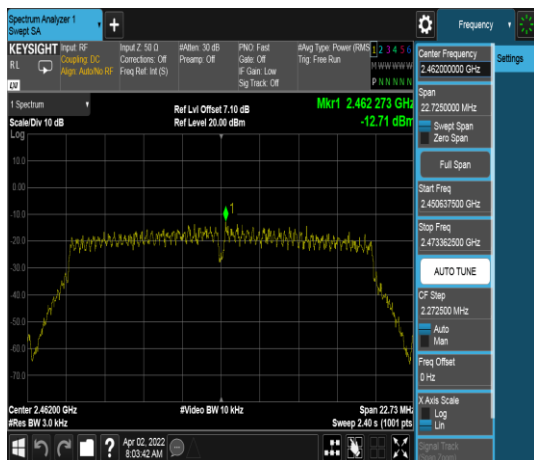 Spectrum Analyzer 1
Swept SA
+
Frequency
KEYSIGHT
RL
LXI
Input: RF
Coupling: DC
Align: Auto/No RF
Input Z: 50 Ω
Corrections: Off
Freq Ref: Int (S)
#Atten: 30 dB
Preamp: Off
PNO: Fast
Gate: Off
IF Gain: Low
Sig Track: Off
#Avg Type: Power (RMS
Trig: Free Run
1 2 3 4 5 6
M W W W W W
P N N N N N
1 Spectrum
Scale/Div 10 dB
Ref Lvl Offset 7.10 dB
Ref Level 20.00 dBm
Mkr1 2.462 273 GHz
-12.71 dBm
Log
10.0
0.00
-10.0
-20.0
-30.0
-40.0
-50.0
-60.0
-70.0
1
Center 2.46200 GHz
#Res BW 3.0 kHz
#Video BW 10 kHz
Span 22.73 MHz
Sweep 2.40 s (1001 pts
Apr 02, 2022
8:03:42 AM
?
Center Frequency
2.462000000 GHz
Settings
Span
22.7250000 MHz
Swept Span
Zero Span
Full Span
Start Freq
2.450637500 GHz
Stop Freq
2.473362500 GHz
AUTO TUNE
CF Step
2.272500 MHz
Auto
Man
Freq Offset
0 Hz
X Axis Scale
Log
Lin
Signal Track